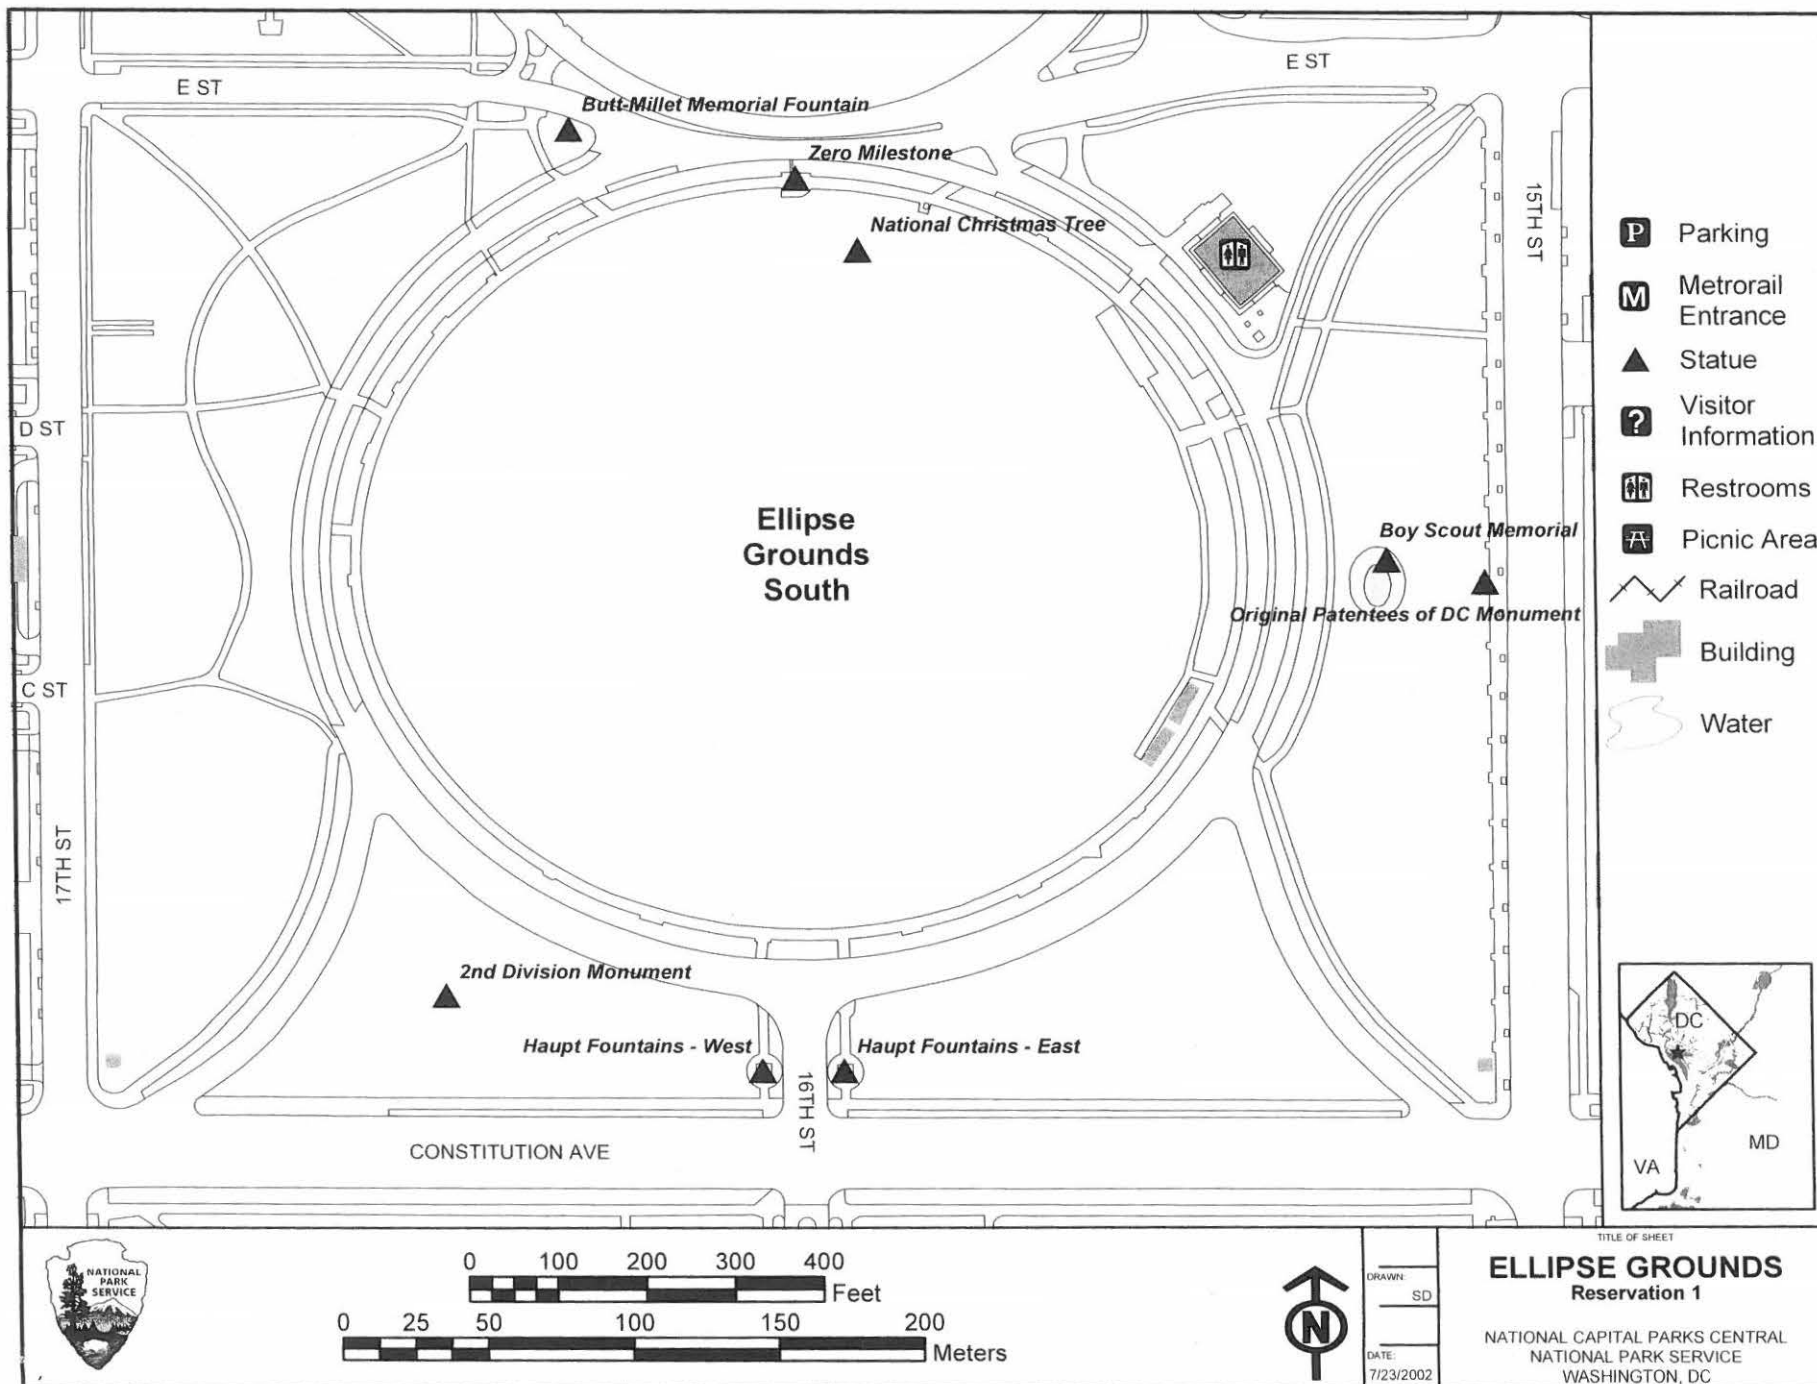 E ST
E ST
Butt-Millet Memorial Fountain
Zero Milestone
National Christmas Tree
15TH ST
D ST
Ellipse
Grounds
South
Boy Scout Memorial
Original Patentees of DC Monument
C ST
17TH ST
2nd Division Monument
Haupt Fountains - West
Haupt Fountains - East
16TH ST
CONSTITUTION AVE
P Parking
M Metrorail
Entrance
Statue
? Visitor
Information
Restrooms
Picnic Area
Railroad
Building
Water
DC
VA
MD
NATIONAL
PARK
SERVICE
0 100 200 300 400
Feet
0 25 50 100 150 200
Meters
N
DRAWN:
SD
DATE:
7/23/2002
TITLE OF SHEET
ELLIPSE GROUNDS
Reservation 1
NATIONAL CAPITAL PARKS CENTRAL
NATIONAL PARK SERVICE
WASHINGTON, DC